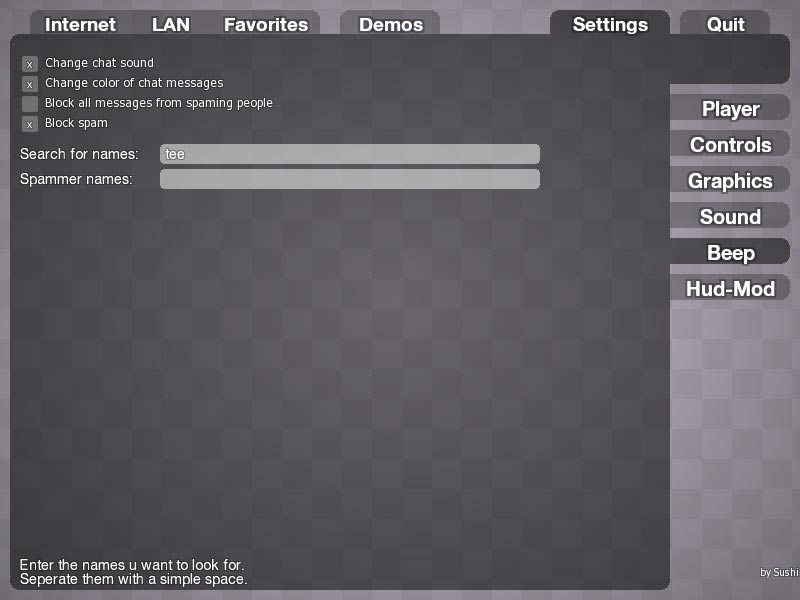 Internet LAN Favorites Demos Settings Quit
x Change chat sound
x Change color of chat messages
Block all messages from spaming people
x Block spam
Search for names: tee
Spammer names:
Player
Controls
Graphics
Sound
Beep
Hud-Mod
Enter the names u want to look for.
Seperate them with a simple space.
by Sushi